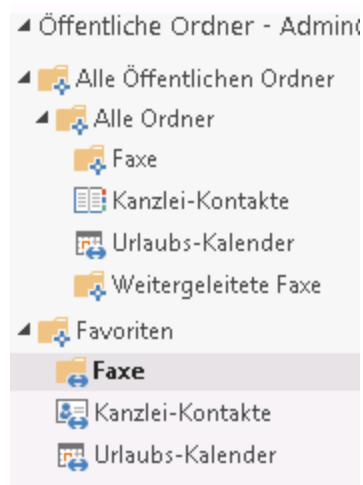 Öffentliche Ordner - Admin
Alle Öffentlichen Ordner
Alle Ordner
Faxe
Kanzlei-Kontakte
Urlaubs-Kalender
Weitergeleitete Faxe
Favoriten
Faxe
Kanzlei-Kontakte
Urlaubs-Kalender